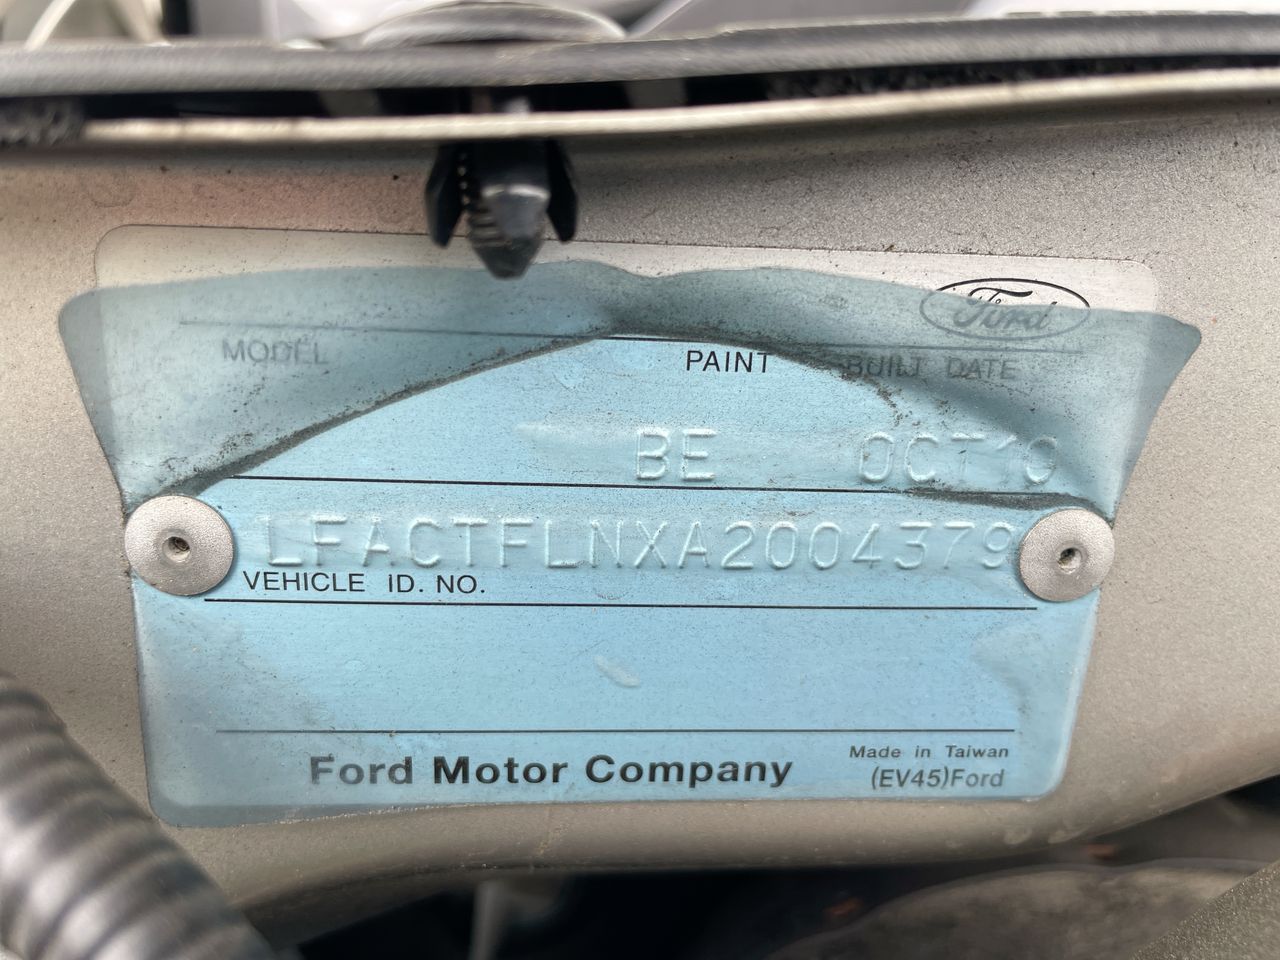 Ford
MODEL PAINT BUILT DATE
BE OCT10
LFACTFLNXA2004379
VEHICLE ID. NO.
Ford Motor Company
Made in Taiwan
(EV45)Ford